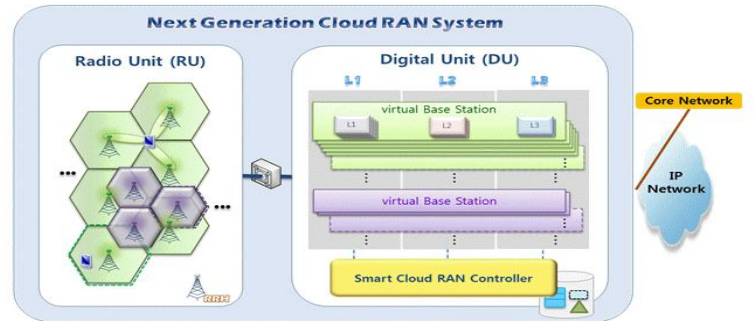 Next Generation Cloud RAN System
Radio Unit (RU)
Digital Unit (DU)
L1 L2 L3
virtual Base Station
L1 L2 L3
virtual Base Station
Smart Cloud RAN Controller
RRH
Core Network
IP
Network